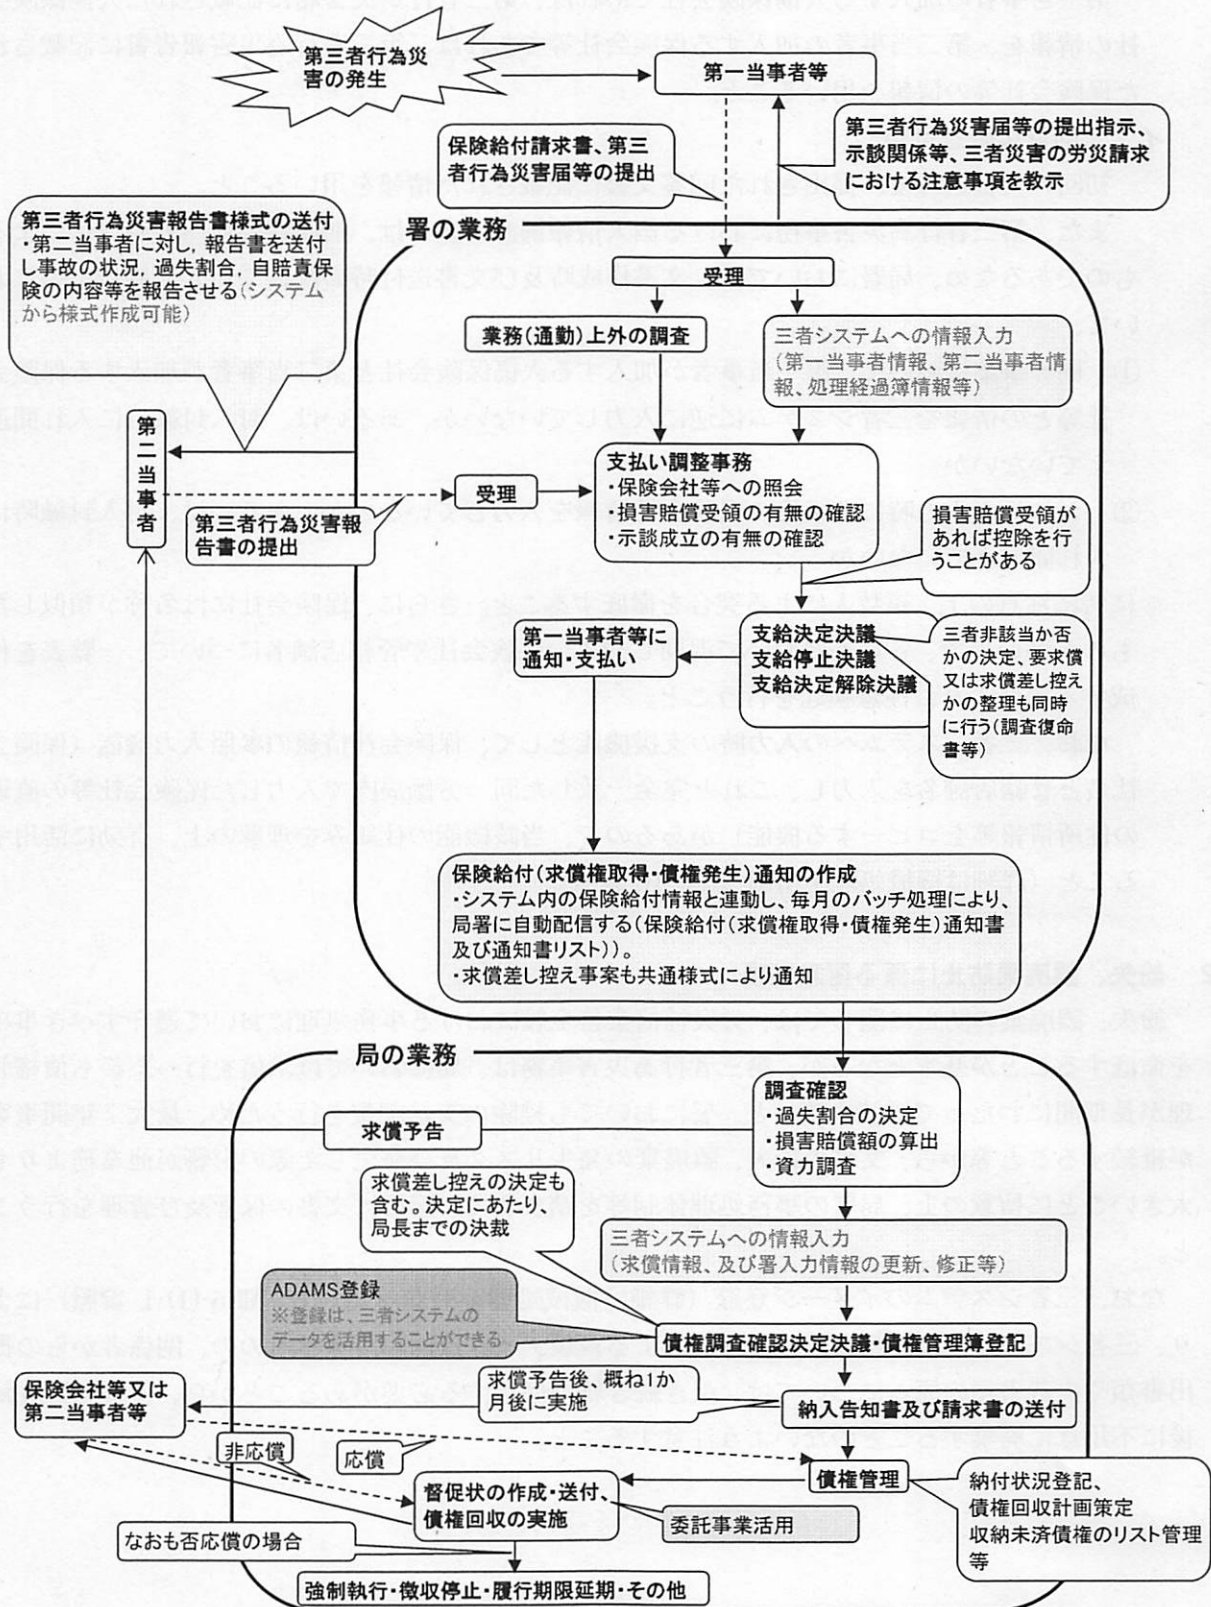 第三者行為災
害の発生
第一当事者等
保険給付請求書、第三
者行為災害届等の提出
第三者行為災害届等の提出指示、
示談関係等、三者災害の労災請求
における注意事項を教示
第三者行為災害報告書様式の送付
・第二当事者に対し、報告書を送付
し事故の状況、過失割合、自賠責保
険の内容等を報告させる(システム
から様式作成可能)
署の業務
受理
業務(通勤)上外の調査
三者システムへの情報入力
(第一当事者情報、第二当事者情
報、処理経過簿情報等)
第二当事者
支払い調整事務
・保険会社等への照会
・損害賠償受領の有無の確認
・示談成立の有無の確認
受理
第三者行為災害報
告書の提出
損害賠償受領が
あれば控除を行
うことがある
第一当事者等に
通知・支払い
支給決定決議
支給停止決議
支給決定解除決議
三者非該当か否
かの決定、要求償
又は求償差し控え
かの整理も同時
に行う(調査復命
書等)
保険給付(求償権取得・債権発生)通知の作成
・システム内の保険給付情報と連動し、毎月のバッチ処理により、
局署に自動配信する(保険給付(求償権取得・債権発生)通知書
及び通知書リスト))。
・求償差し控え事案も共通様式により通知
局の業務
調査確認
・過失割合の決定
・損害賠償額の算出
・資力調査
求償予告
求償差し控えの決定も
含む。決定にあたり、
局長までの決裁
三者システムへの情報入力
(求償情報、及び署入力情報の更新、修正等)
ADAMS登録
※登録は、三者システムの
データを活用することができる。
債権調査確認決定決議・債権管理簿登記
求償予告後、概ね1か
月後に実施
納入告知書及び請求書の送付
保険会社等又は
第二当事者等
非応償
応償
債権管理
納付状況登記、
債権回収計画策定
収納未済債権のリスト管理
等
督促状の作成・送付、
債権回収の実施
委託事業活用
なおも否応償の場合
強制執行・徴収停止・履行期限延期・その他